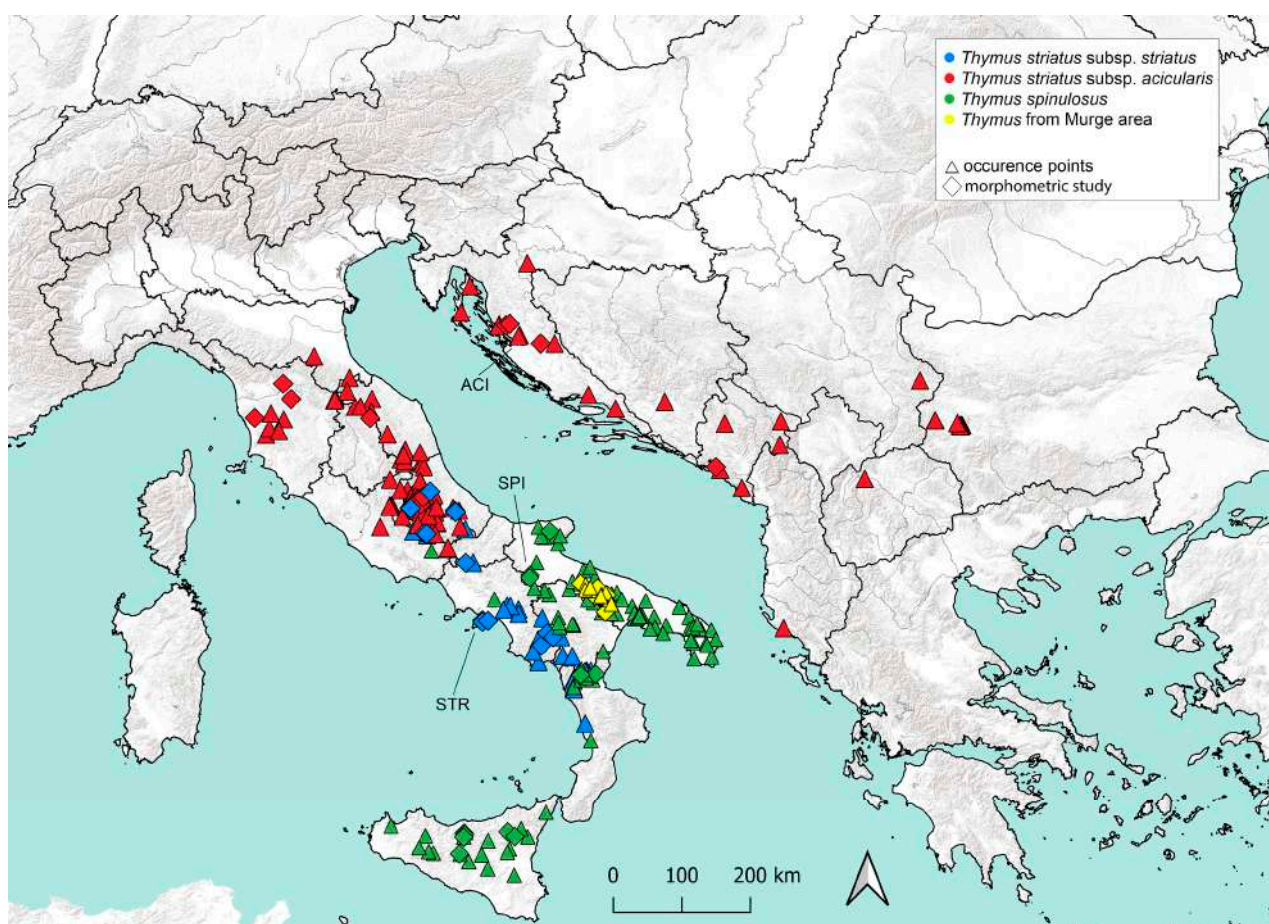 Thymus striatus subsp. striatus
Thymus striatus subsp. acicularis
Thymus spinulosus
Thymus from Murge area
occurence points
morphometric study
ACI
SPI
STR
0 100 200 km